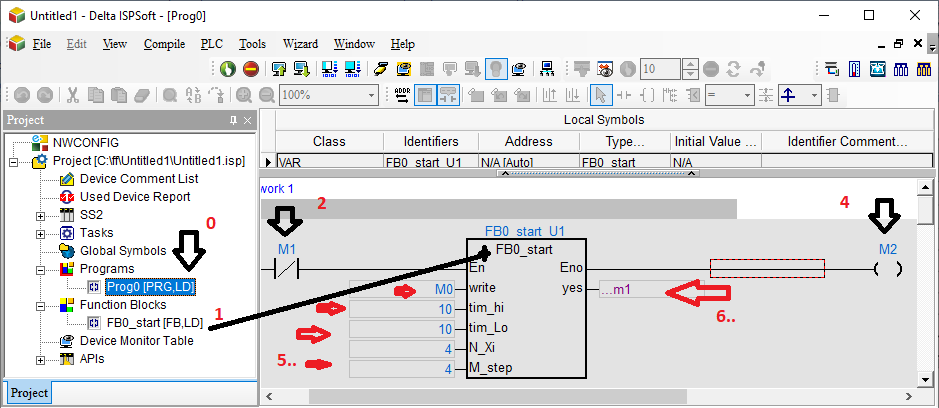 Untitled1 - Delta ISPSoft - [Prog0]
File Edit View Compile PLC Tools Wizard Window Help
10
ADDR
100%
=
Project
NWCONFIG
Project [C:\ff\Untitled1\Untitled1.isp]
Device Comment List
Used Device Report
SS2
Tasks
Global Symbols
Programs
Prog0 [PRG,LD]
Function Blocks
FB0_start [FB,LD]
Device Monitor Table
APIs
Project
0
1
Local Symbols
Class Identifiers Address Type... Initial Value ... Identifier Comment...
VAR FB0_start_U1 N/A [Auto] FB0_start N/A
work 1
2
4
M1
FB0_start_U1
M2
FB0_start
En Eno
M0 write yes ...m1
10 tim_hi
10 tim_Lo
4 N_Xi
4 M_step
5..
6..